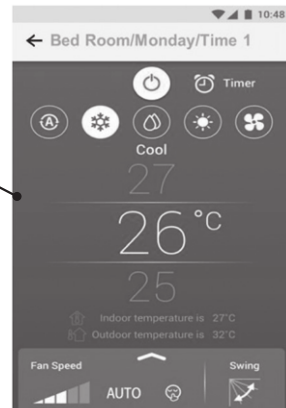 10:48
← Bed Room/Monday/Time 1
Timer
A
Cool
27
26°C
25
Indoor temperature is 27°C
Outdoor temperature is 32°C
Fan Speed
Swing
AUTO